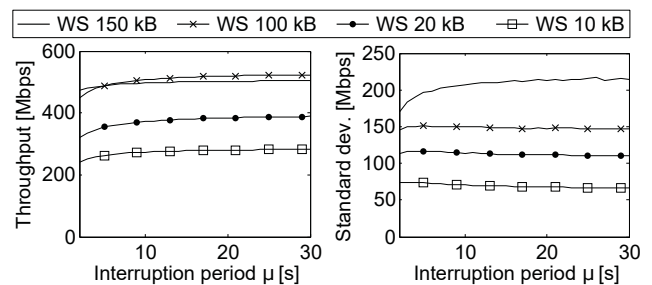 WS 150 kB WS 100 kB WS 20 kB WS 10 kB
Throughput [Mbps]
600
400
200
0
10 20 30
Interruption period μ [s]
Standard dev. [Mbps]
250
200
150
100
50
0
10 20 30
Interruption period μ [s]